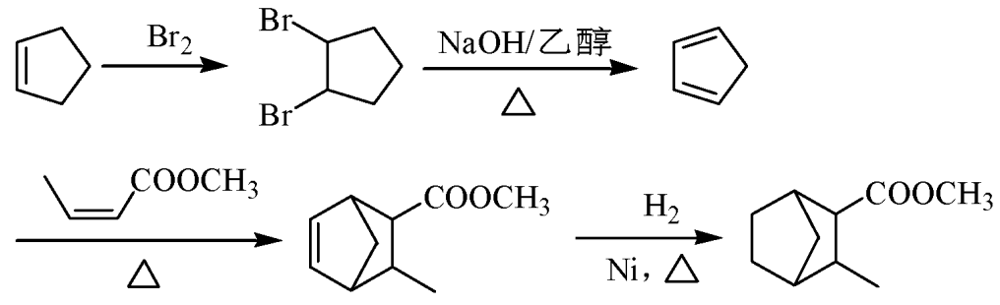 Br₂
Br
Br
NaOH/乙醇
△
COOCH₃
△
COOCH₃
H₂
Ni，△
COOCH₃